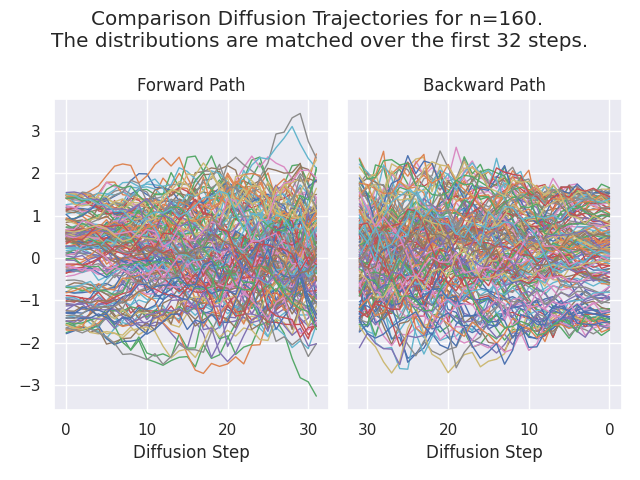 Comparison Diffusion Trajectories for n=160.
The distributions are matched over the first 32 steps.
Forward Path
Backward Path
3
2
1
0
−1
−2
−3
0 10 20 30
30 20 10 0
Diffusion Step
Diffusion Step